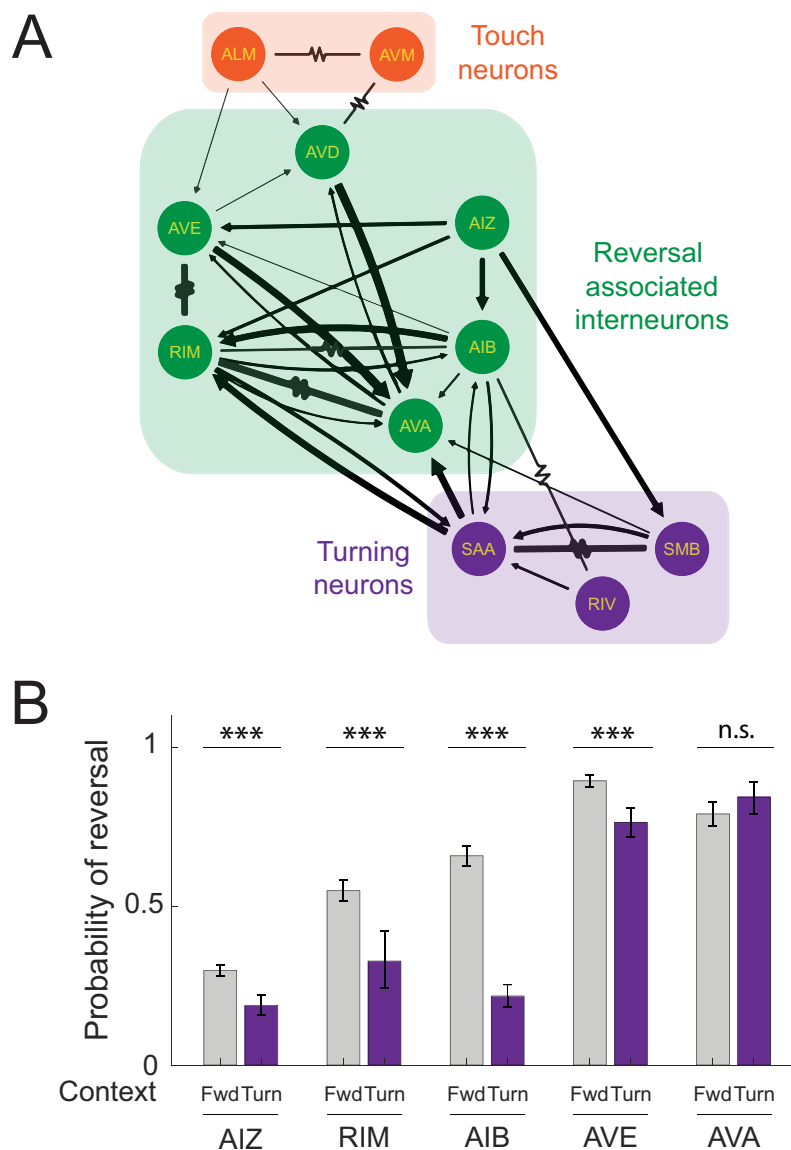 A
ALM
AVM
Touch
neurons
AVD
AVE
AIZ
Reversal
associated
interneurons
RIM
AIB
AVA
Turning
neurons
SAA
SMB
RIV
B
Probability of reversal
1
0.5
0
*** *** *** *** n.s.
Context Fwd Turn Fwd Turn Fwd Turn Fwd Turn Fwd Turn
AIZ RIM AIB AVE AVA